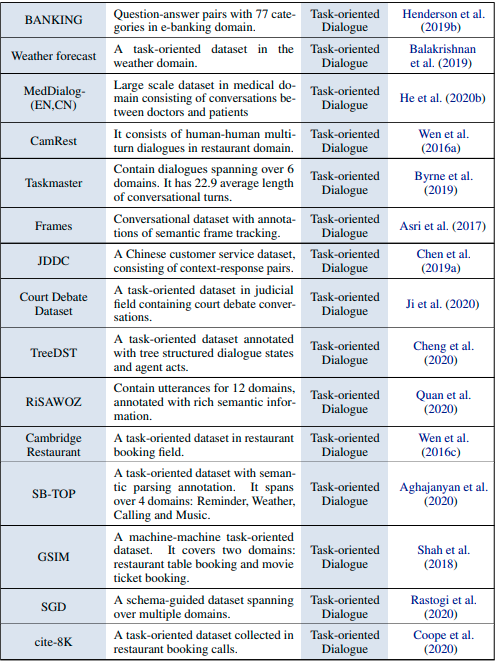 BANKING
Question-answer pairs with 77 cate-
gories in e-banking domain.
Task-oriented
Dialogue
Henderson et al.
(2019b)
Weather forecast
A task-oriented dataset in the
weather domain.
Task-oriented
Dialogue
Balakrishnan
et al. (2019)
MedDialog-
(EN,CN)
Large scale dataset in medical do-
main consisting of conversations be-
tween doctors and patients
Task-oriented
Dialogue
He et al. (2020b)
CamRest
It consists of human-human multi-
turn dialogues in restaurant domain.
Task-oriented
Dialogue
Wen et al.
(2016a)
Taskmaster
Contain dialogues spanning over 6
domains. It has 22.9 average length
of conversational turns.
Task-oriented
Dialogue
Byrne et al.
(2019)
Frames
Conversational dataset with annota-
tions of semantic frame tracking.
Task-oriented
Dialogue
Asri et al. (2017)
JDDC
A Chinese customer service dataset,
consisting of context-response pairs.
Task-oriented
Dialogue
Chen et al.
(2019a)
Court Debate
Dataset
A task-oriented dataset in judicial
field containing court debate conver-
sations.
Task-oriented
Dialogue
Ji et al. (2020)
TreeDST
A task-oriented dataset annotated
with tree structured dialogue states
and agent acts.
Task-oriented
Dialogue
Cheng et al.
(2020)
RiSAWOZ
Contain utterances for 12 domains,
annotated with rich semantic infor-
mation.
Task-oriented
Dialogue
Quan et al.
(2020)
Cambridge
Restaurant
A task-oriented dataset in restaurant
booking field.
Task-oriented
Dialogue
Wen et al.
(2016c)
SB-TOP
A task-oriented dataset with seman-
tic parsing annotation. It spans
over 4 domains: Reminder, Weather,
Calling and Music.
Task-oriented
Dialogue
Aghajanyan et al.
(2020)
GSIM
A machine-machine task-oriented
dataset. It covers two domains:
restaurant table booking and movie
ticket booking.
Task-oriented
Dialogue
Shah et al.
(2018)
SGD
A schema-guided dataset spanning
over multiple domains.
Task-oriented
Dialogue
Rastogi et al.
(2020)
cite-8K
A task-oriented dataset collected in
restaurant booking calls.
Task-oriented
Dialogue
Coope et al.
(2020)